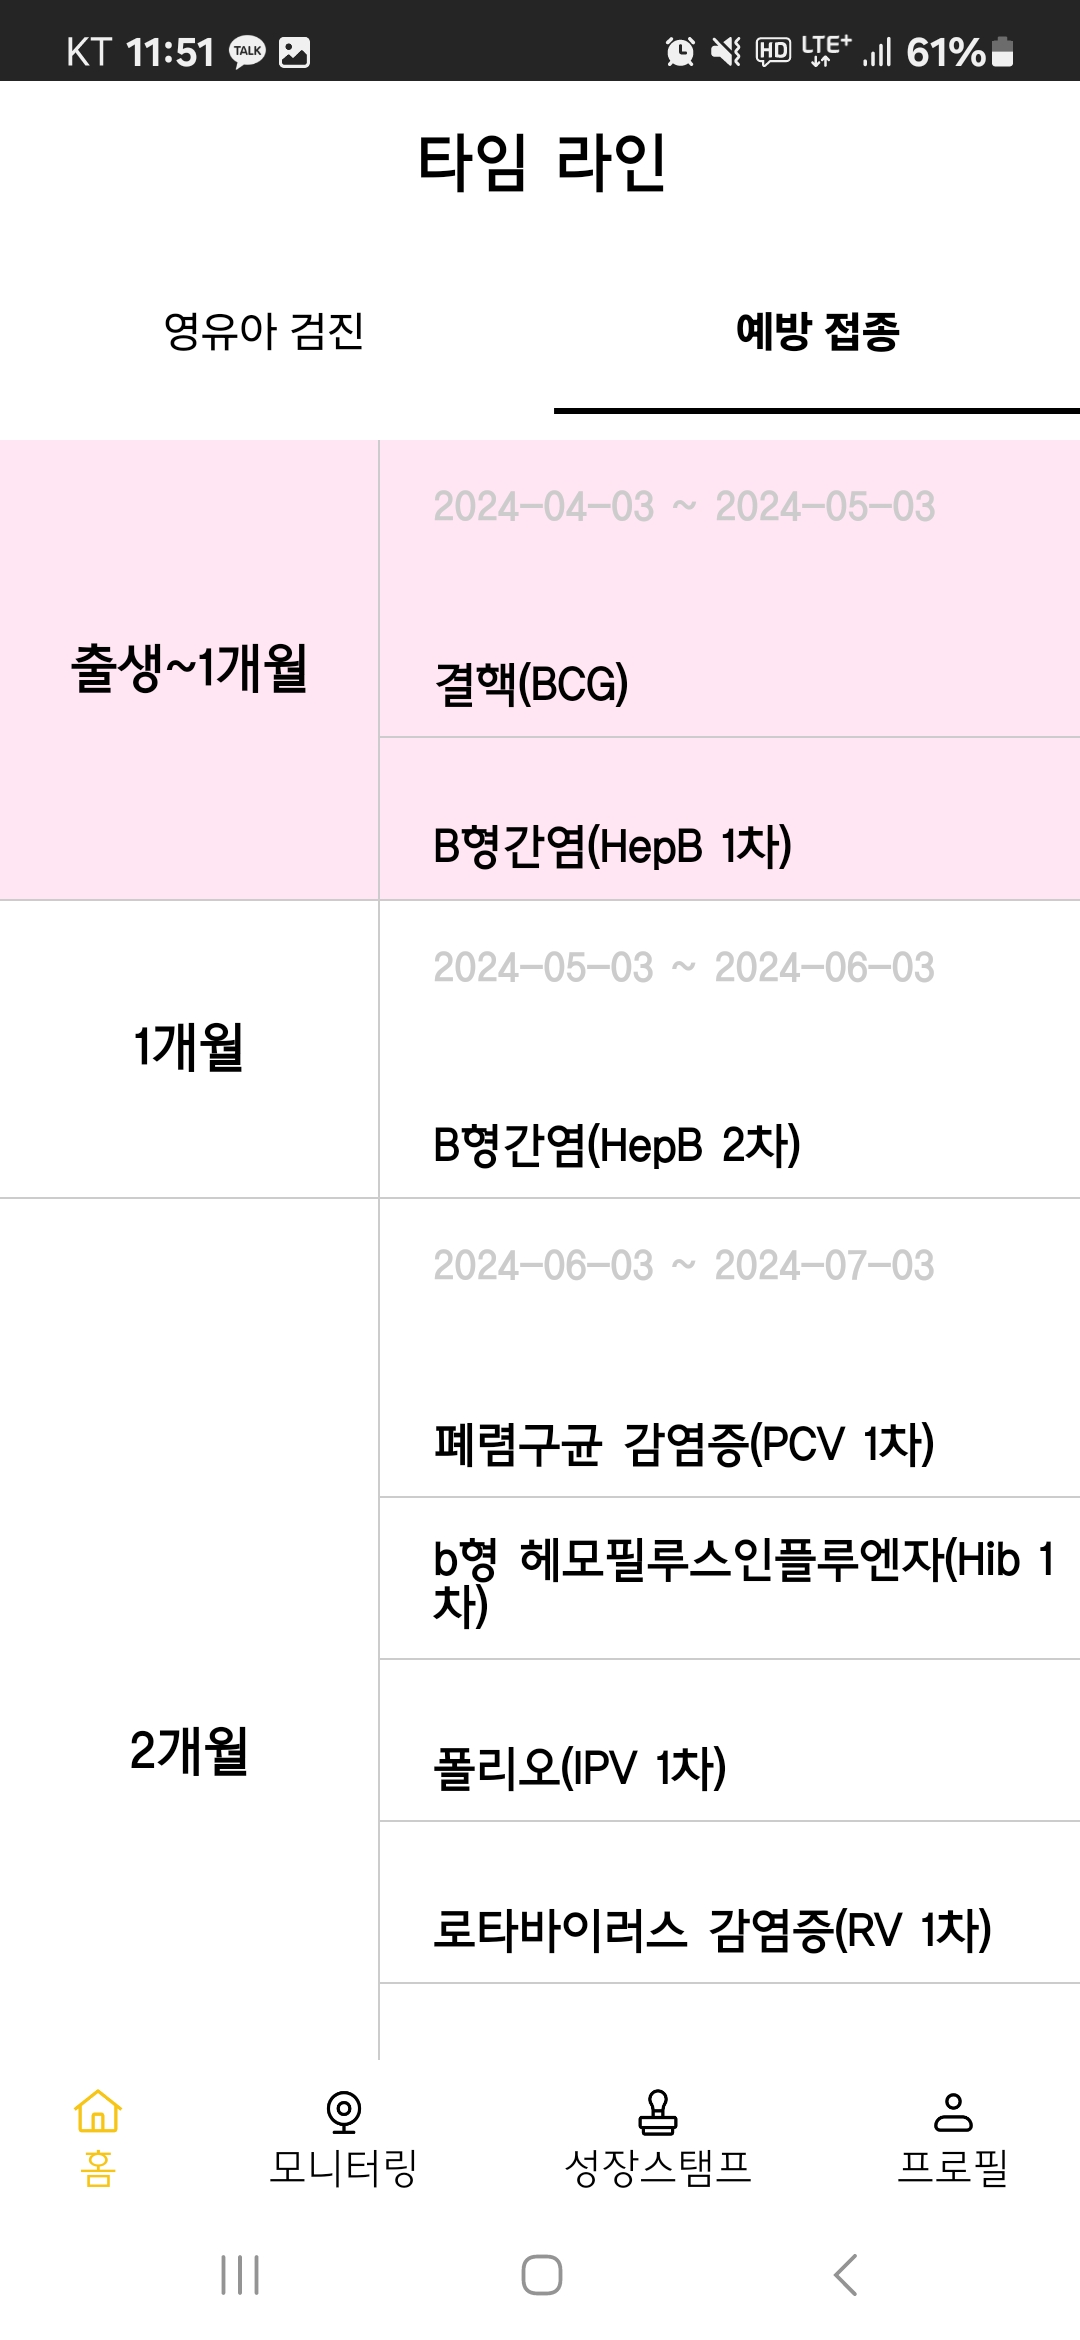 KT 11:51 TALK HD LTE+ 61%
타임 라인
영유아 검진 예방 접종
2024-04-03 ~ 2024-05-03
출생~1개월
결핵(BCG)
B형간염(HepB 1차)
2024-05-03 ~ 2024-06-03
1개월
B형간염(HepB 2차)
2024-06-03 ~ 2024-07-03
폐렴구균 감염증(PCV 1차)
b형 헤모필루스인플루엔자(Hib 1
차)
2개월
폴리오(IPV 1차)
로타바이러스 감염증(RV 1차)
홈 모니터링 성장스탬프 프로필